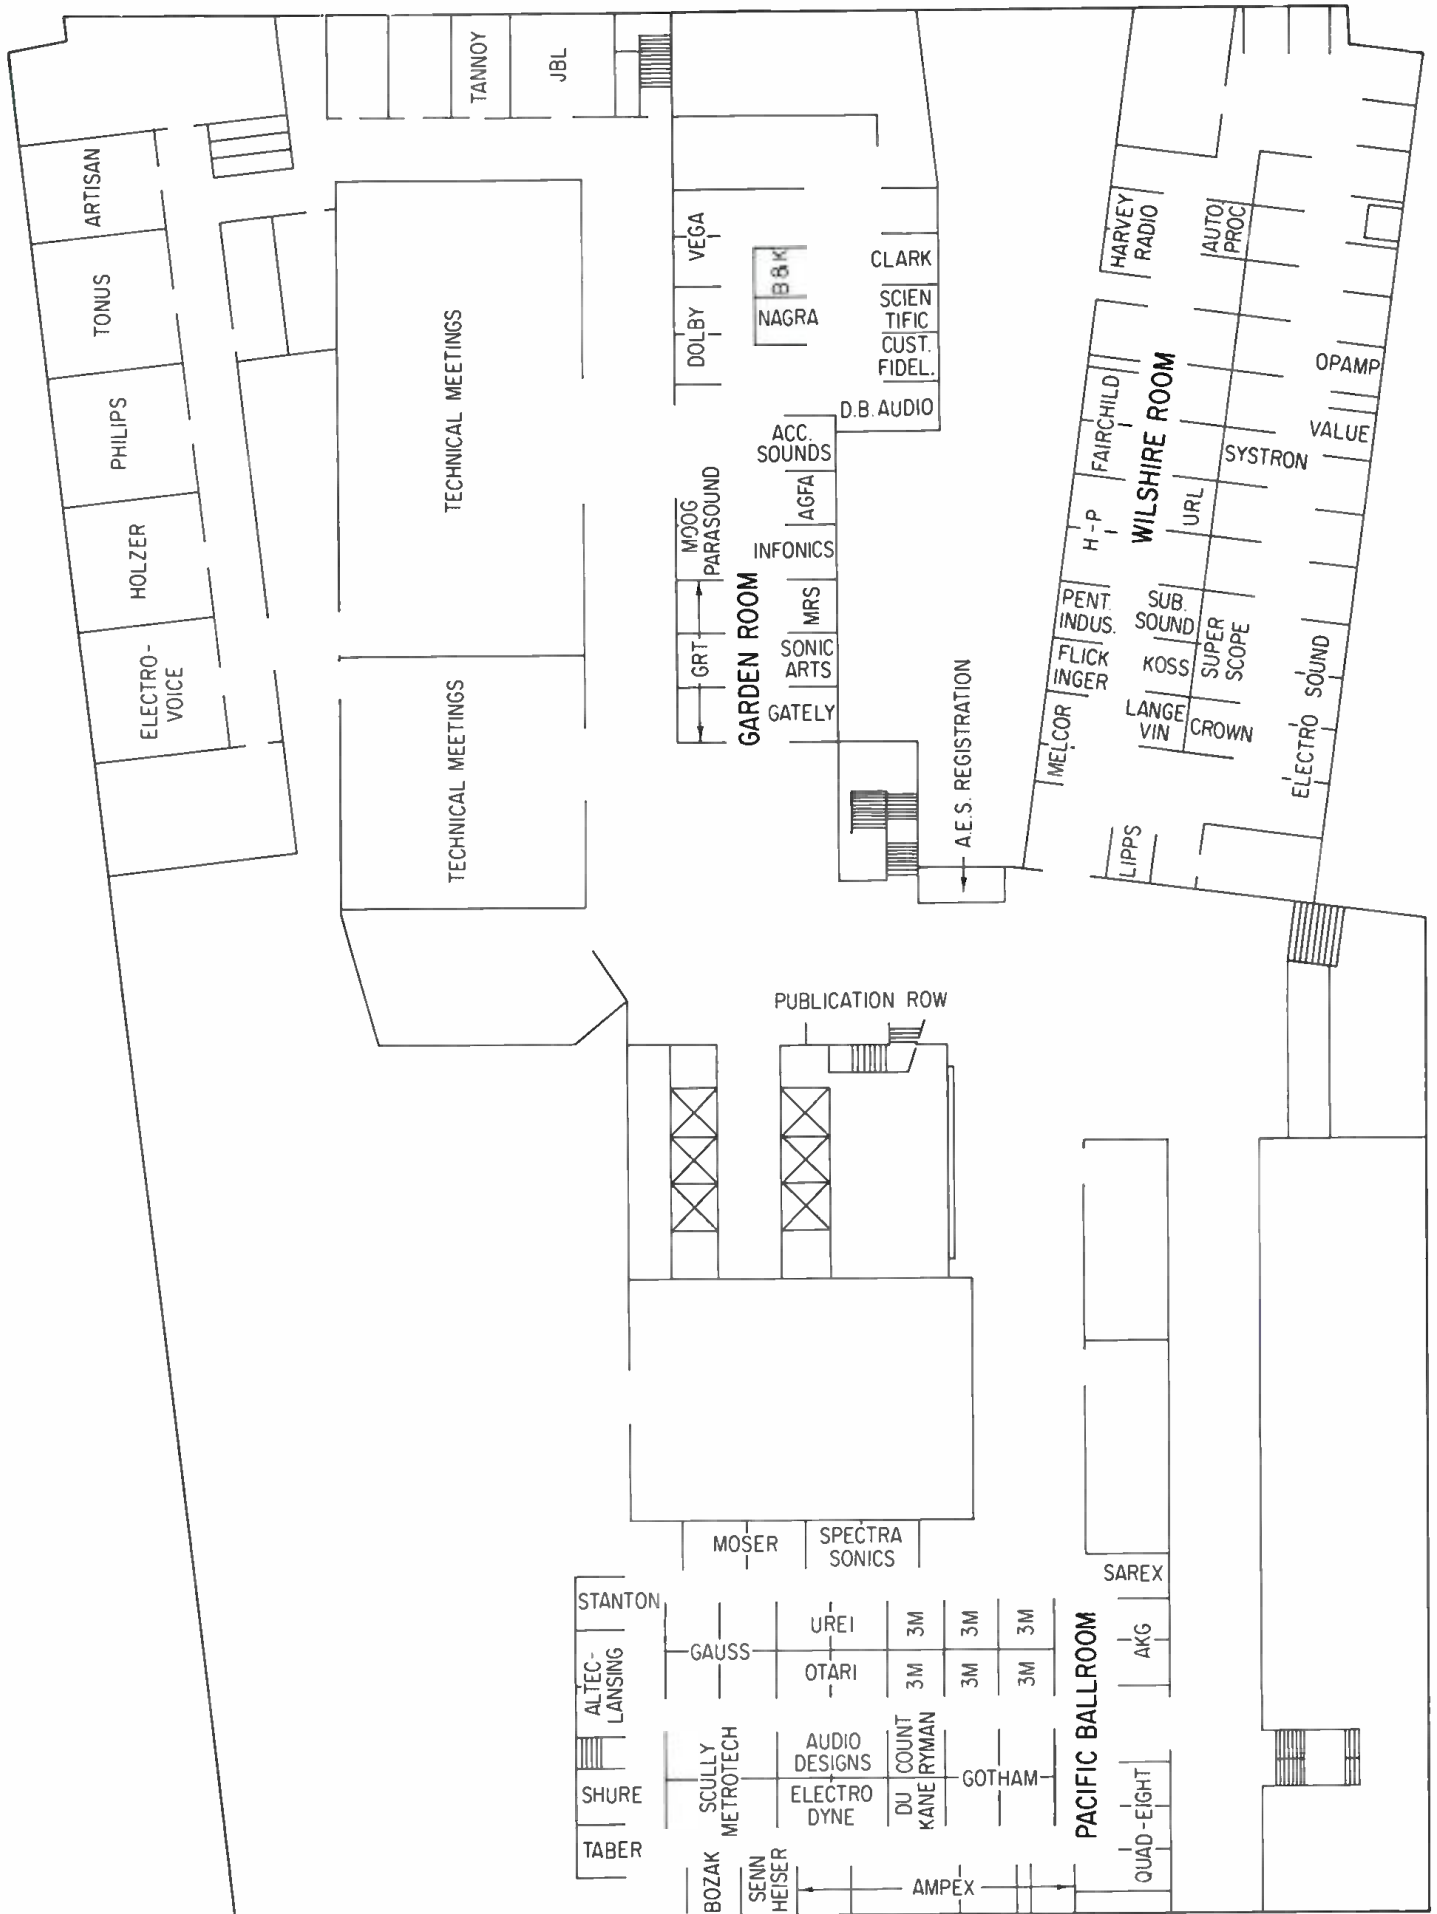 TANNOY
JBL
ARTISAN
TONUS
PHILIPS
HOLZER
ELECTRO-
VOICE
TECHNICAL MEETINGS
TECHNICAL MEETINGS
VEGA
DOLBY
B&K
NAGRA
CLARK
SCIEN
TIFIC
CUST.
FIDEL.
D.B. AUDIO
ACC.
SOUNDS
AGFA
INFONICS
MRS
SONIC
ARTS
GATELY
MOOG
PARASOUND
GRT
GARDEN ROOM
A.E.S. REGISTRATION
HARVEY
RADIO
AUTO
PROC
FAIRCHILD
H-P
PENT.
INDUS.
FLICK
INGER
MELCOR
WILSHIRE ROOM
URL
SUB.
SOUND
KOSS
LANGE
VIN
SUPER
SCOPE
CROWN
SYSTRON
OPAMP
VALUE
ELECTRO SOUND
LIPPS
PUBLICATION ROW
MOSER
SPECTRA
SONICS
SAREX
STANTON
ALTEC-
LANSING
SHURE
TABER
GAUSS
UREI
OTARI
3M
3M
3M
3M
3M
3M
AKG
PACIFIC BALLROOM
SCULLY
METROTECH
AUDIO
DESIGNS
ELECTRO
DYNE
COUNT
RYMAN
DU
KANE
GOTHAM
QUAD-EIGHT
BOZAK
SENN
HEISER
AMPEX